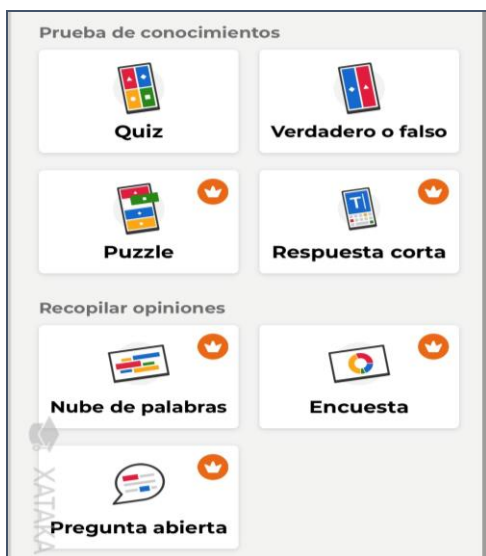 Prueba de conocimientos
Quiz
Verdadero o falso
Puzzle
Respuesta corta
Recopilar opiniones
Nube de palabras
Encuesta
Pregunta abierta
XATAKA